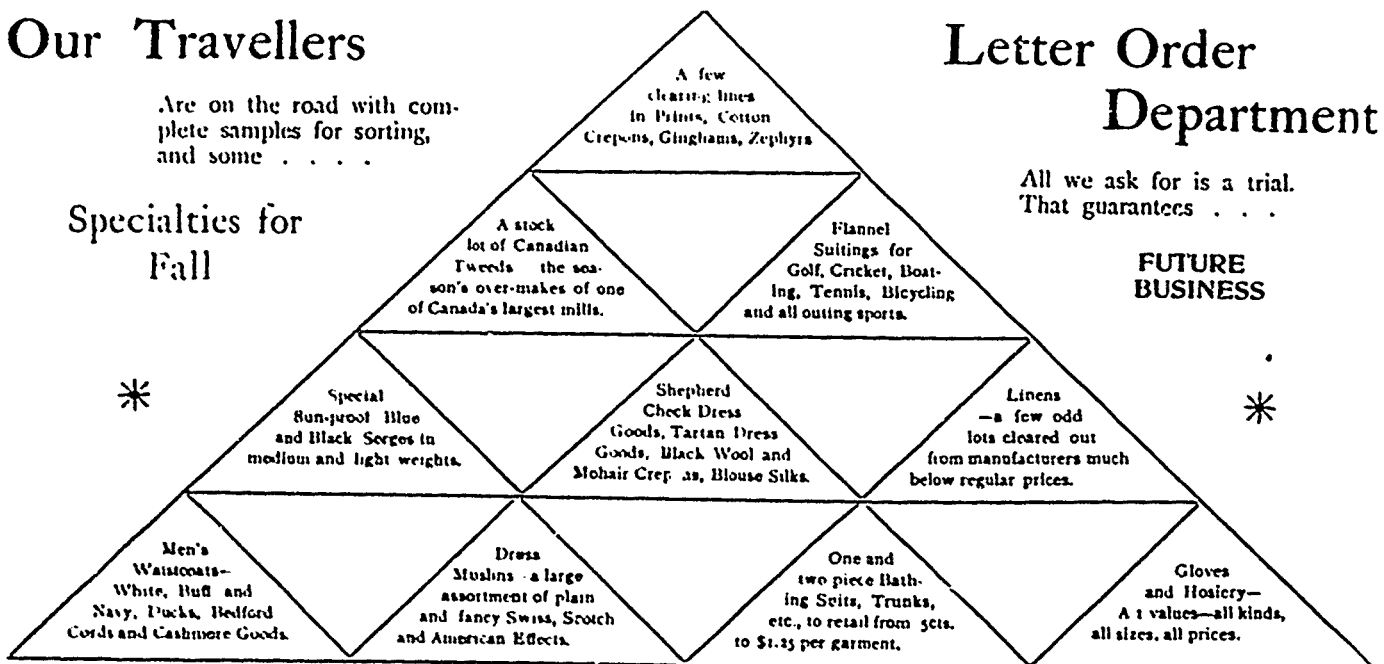 Our Travellers
Are on the road with com-
plete samples for sorting,
and some . . . .
Specialties for
Fall
Letter Order
Department
All we ask for is a trial.
That guarantees . . .
FUTURE
BUSINESS
A few
clearing lines
in Prints, Cotton
Crepons, Ginghams, Zephyrs
A stock
lot of Canadian
Tweeds the sea-
son's over-makes of one
of Canada's largest mills.
Flannel
Suitings for
Golf, Cricket, Boat-
ing, Tennis, Bicycling
and all outing sports.
Special
Sun-proof Blue
and Black Serges in
medium and light weights.
Shepherd
Check Dress
Goods, Tartan Dress
Goods, Black Wool and
Mohair Blouse Silks.
Linens
—a few odd
lots cleared out
from manufacturers much
below regular prices.
Men's
Waistcoats—
White, Buff and
Navy, Ducks, Bedford
Cords and Cashmere Goods.
Dress
Muslins - a large
assortment of plain
and fancy Swiss, Scotch
and American Effects.
One and
two piece Bath-
ing Suits, Trunks,
etc., to retail from 5cts.
to $1.25 per garment.
Gloves
and Hosiery—
A 1 values—all kinds,
all sizes, all prices.